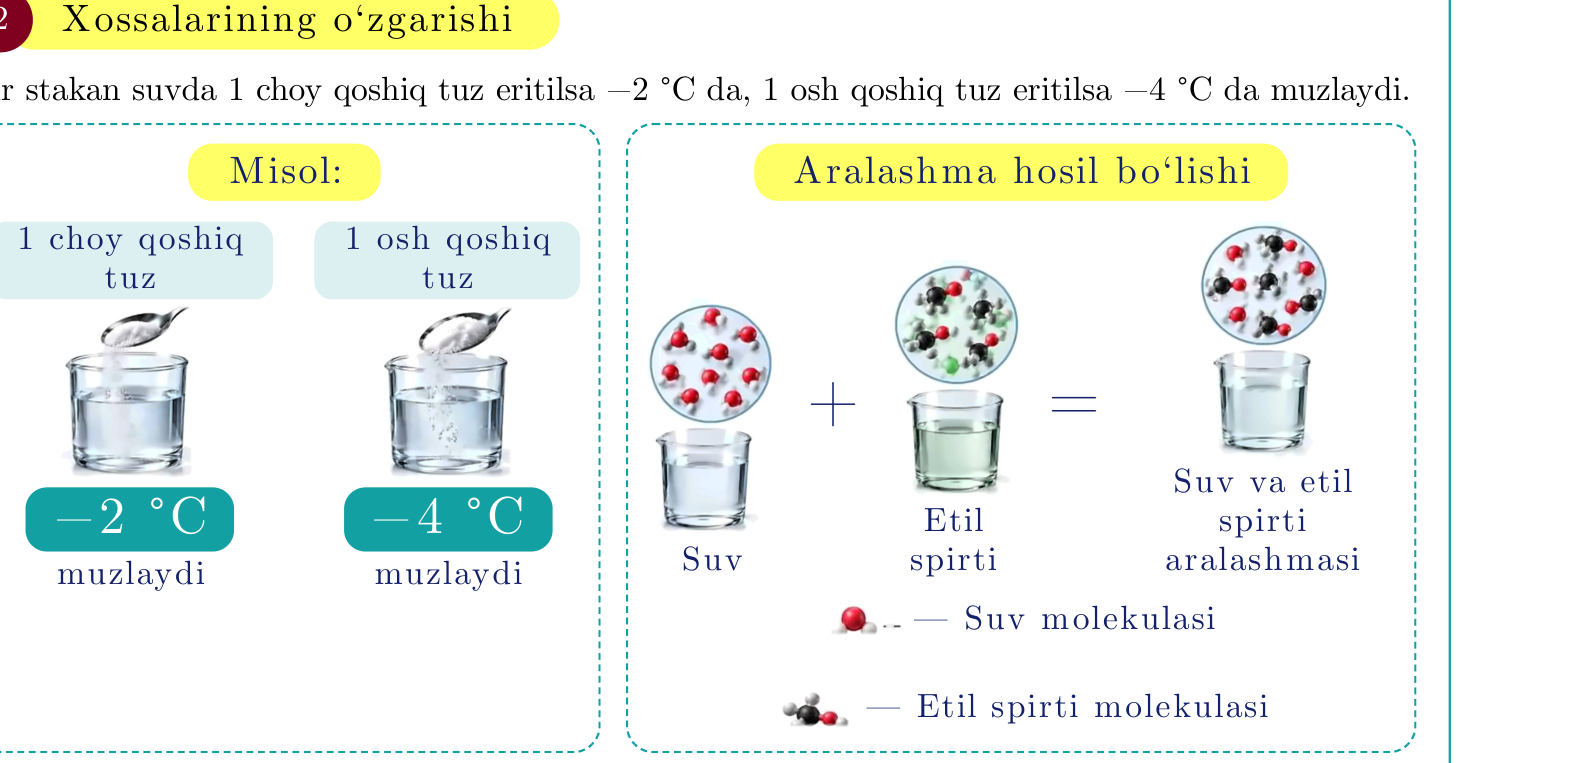 2 Xossalarining o‘zgarishi
r stakan suvda 1 choy qoshiq tuz eritilsa −2 °C da, 1 osh qoshiq tuz eritilsa −4 °C da muzlaydi.
Misol:
1 choy qoshiq
tuz
−2 °C
muzlaydi
1 osh qoshiq
tuz
−4 °C
muzlaydi
Aralashma hosil bo‘lishi
Suv
+
Etil
spirti
=
Suv va etil
spirti
aralashmasi
— Suv molekulasi
— Etil spirti molekulasi